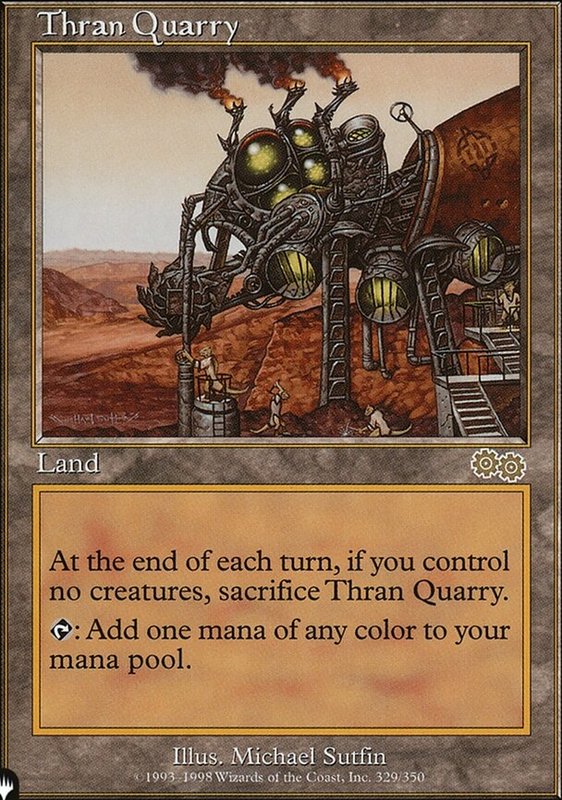 Thran Quarry
Land
At the end of each turn, if you control
no creatures, sacrifice Thran Quarry.
: Add one mana of any color to your
mana pool.
Illus. Michael Sutfin
©1993–1998 Wizards of the Coast, Inc. 329/350